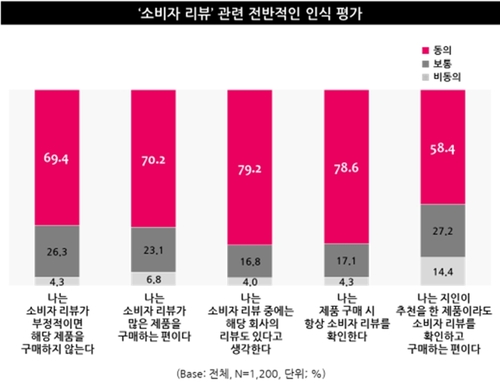 '소비자 리뷰' 관련 전반적인 인식 평가
동의
보통
비동의
69.4
70.2
79.2
78.6
58.4
26.3
23.1
16.8
17.1
27.2
4.3
6.8
4.0
4.3
14.4
나는
소비자 리뷰가
부정적이면
해당 제품을
구매하지 않는다
나는
소비자 리뷰가
많은 제품을
구매하는 편이다
나는
소비자 리뷰 중에는
해당 회사의
리뷰도 있다고
생각한다
나는
제품 구매 시
항상 소비자 리뷰를
확인한다
나는 지인이
추천을 한 제품이라도
소비자 리뷰를
확인하고
구매하는 편이다
(Base: 전체, N=1,200, 단위; %)